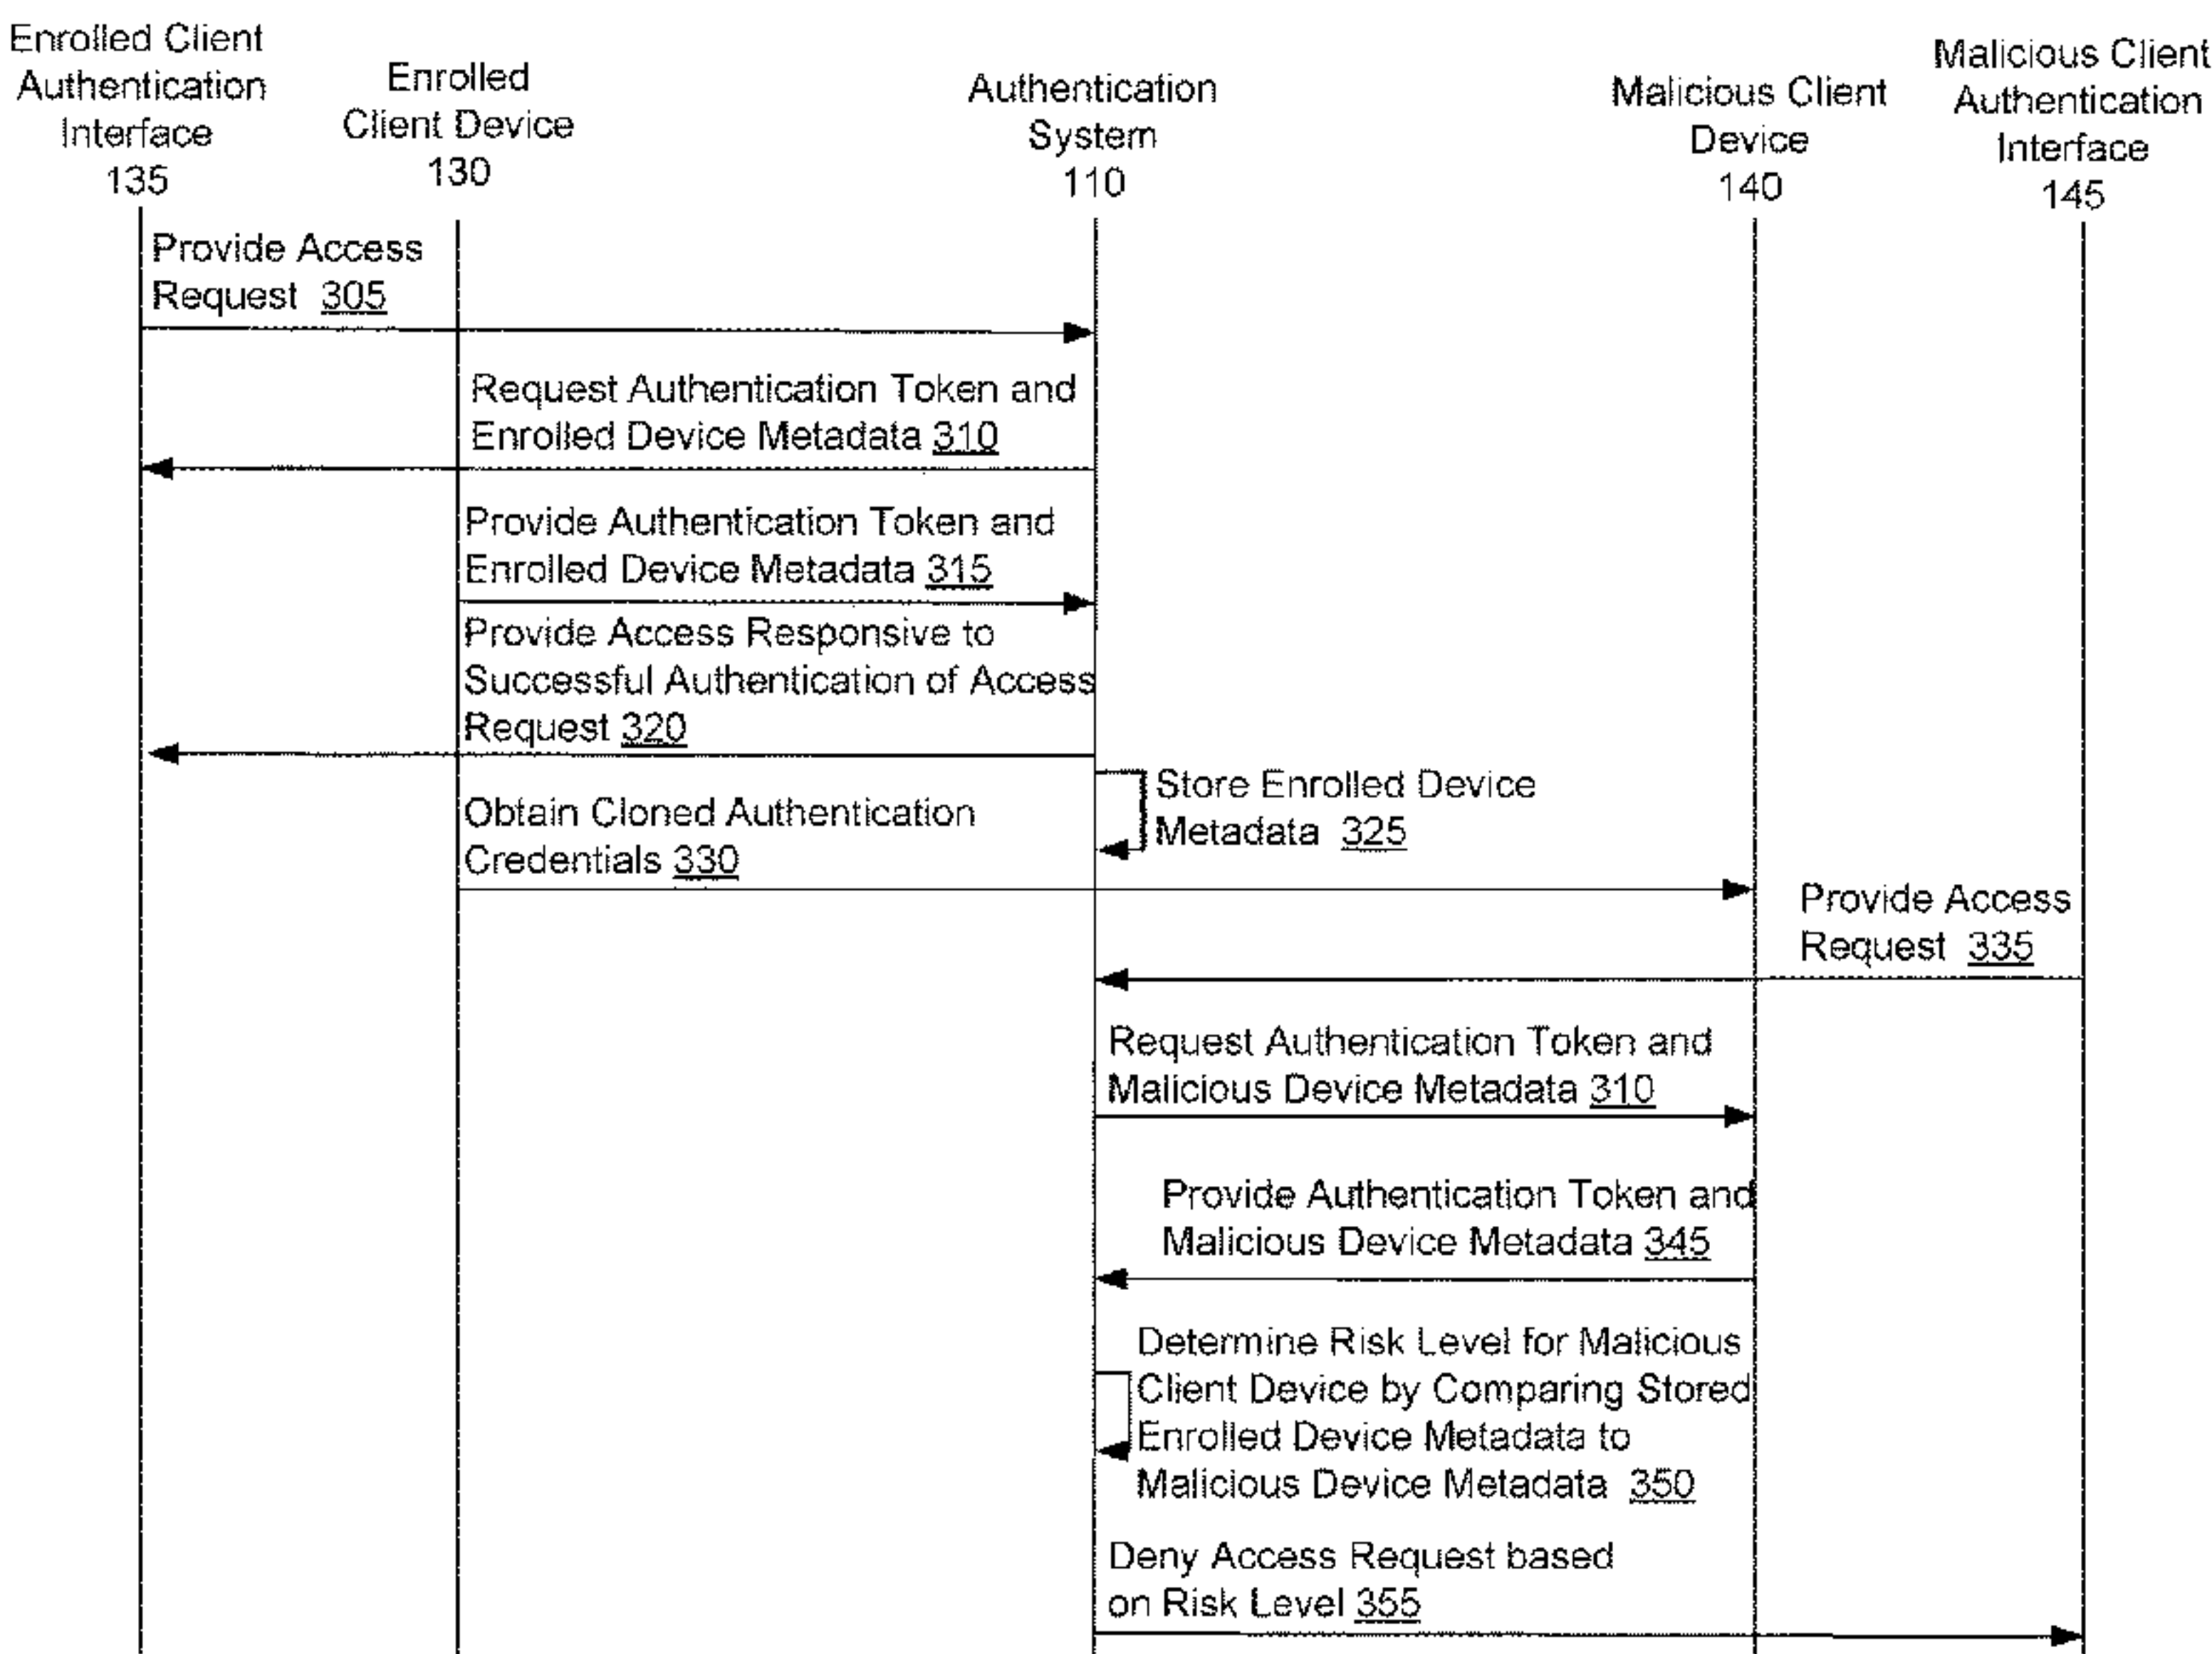 Enrolled Client
Authentication
Interface
135
Enrolled
Client Device
130
Authentication
System
110
Malicious Client
Device
140
Malicious Client
Authentication
Interface
145
Provide Access
Request 305
Request Authentication Token and
Enrolled Device Metadata 310
Provide Authentication Token and
Enrolled Device Metadata 315
Provide Access Responsive to
Successful Authentication of Access
Request 320
Store Enrolled Device
Metadata 325
Obtain Cloned Authentication
Credentials 330
Provide Access
Request 335
Request Authentication Token and
Malicious Device Metadata 310
Provide Authentication Token and
Malicious Device Metadata 345
Determine Risk Level for Malicious
Client Device by Comparing Stored
Enrolled Device Metadata to
Malicious Device Metadata 350
Deny Access Request based
on Risk Level 355